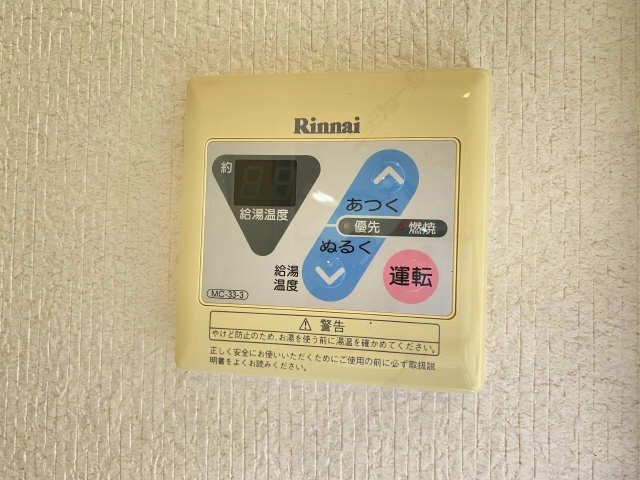 Rinnai
約
給湯温度
あつく
優先 燃焼
ぬるく
給湯
温度
運転
MC-33-3
⚠ 警告
やけど防止のため、お湯を使う前に湯温を確かめてください。
正しく安全にお使いいただくためにご使用の前に必ず取扱説
明書をよくお読みください。